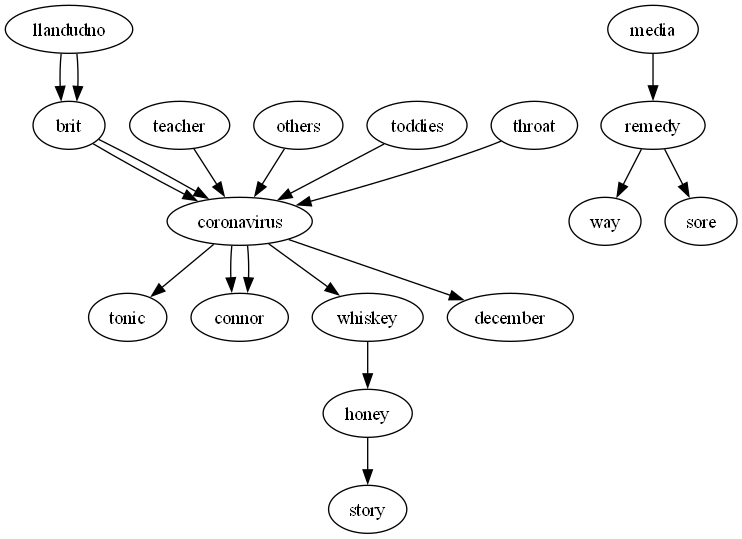 llandudno
media
brit
teacher
others
toddies
throat
remedy
coronavirus
way
sore
tonic
connor
whiskey
december
honey
story